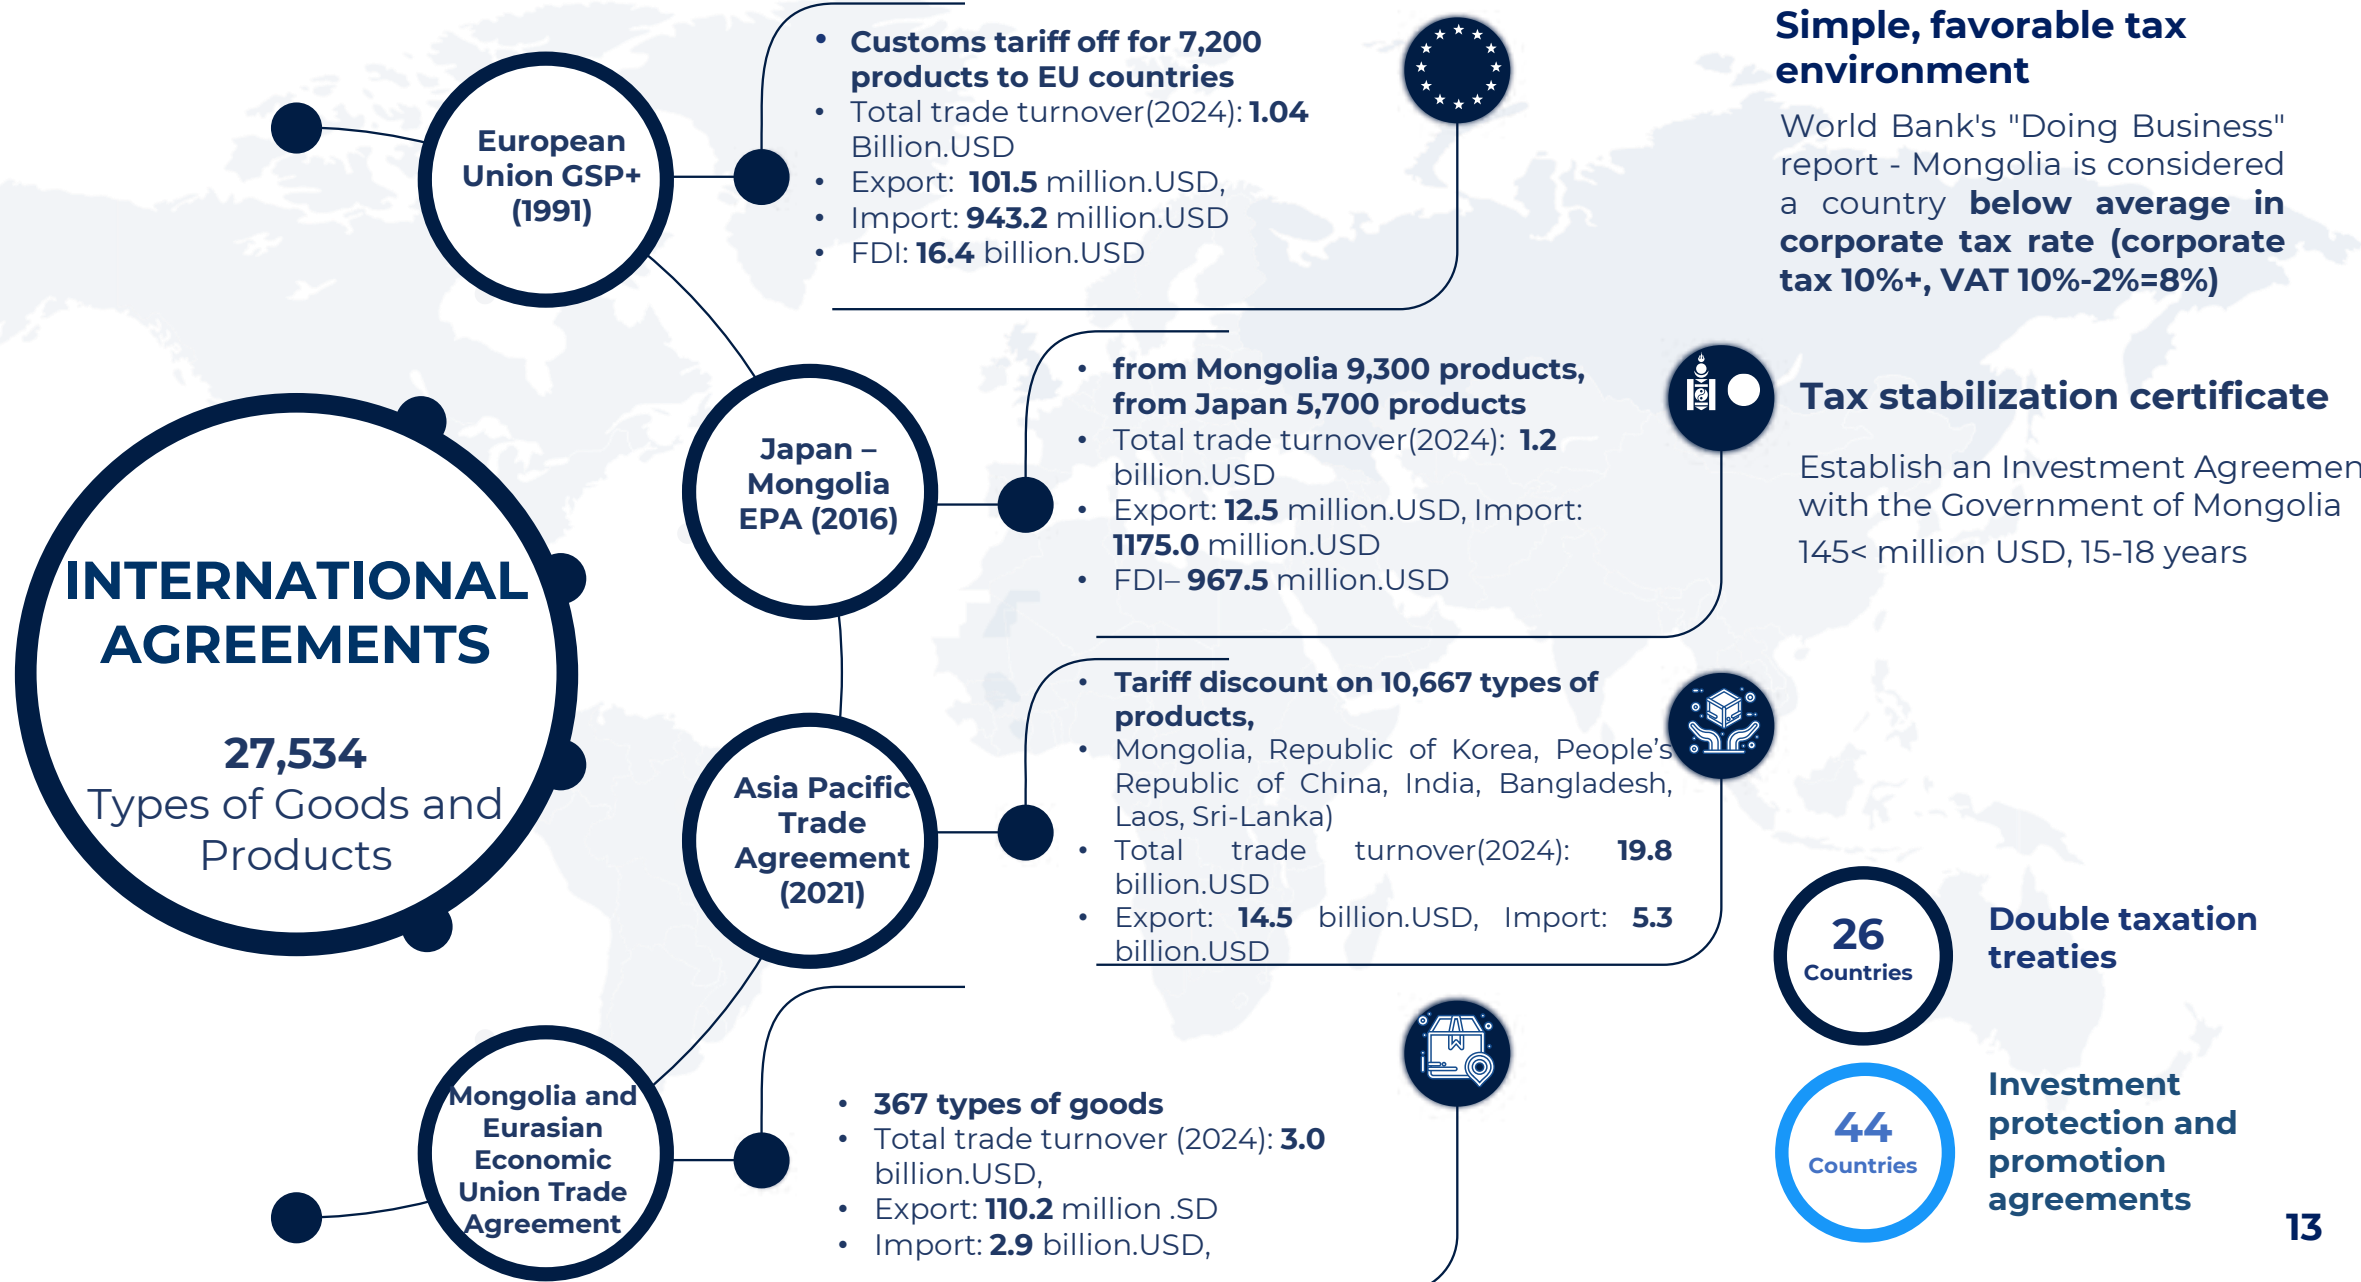 INTERNATIONAL
AGREEMENTS
27,534
Types of Goods and
Products
European
Union GSP+
(1991)
• Customs tariff off for 7,200
products to EU countries
• Total trade turnover(2024): 1.04
Billion.USD
• Export: 101.5 million.USD,
• Import: 943.2 million.USD
• FDI: 16.4 billion.USD
Japan –
Mongolia
EPA (2016)
• from Mongolia 9,300 products,
from Japan 5,700 products
• Total trade turnover(2024): 1.2
billion.USD
• Export: 12.5 million.USD, Import:
1175.0 million.USD
• FDI– 967.5 million.USD
Asia Pacific
Trade
Agreement
(2021)
• Tariff discount on 10,667 types of
products,
• Mongolia, Republic of Korea, People’s
Republic of China, India, Bangladesh,
Laos, Sri-Lanka)
• Total trade turnover(2024): 19.8
billion.USD
• Export: 14.5 billion.USD, Import: 5.3
billion.USD
Mongolia and
Eurasian
Economic
Union Trade
Agreement
• 367 types of goods
• Total trade turnover (2024): 3.0
billion.USD,
• Export: 110.2 million .SD
• Import: 2.9 billion.USD,
Simple, favorable tax
environment
World Bank's "Doing Business"
report - Mongolia is considered
a country below average in
corporate tax rate (corporate
tax 10%+, VAT 10%-2%=8%)
Tax stabilization certificate
Establish an Investment Agreemen
with the Government of Mongolia
145< million USD, 15-18 years
26
Countries
Double taxation
treaties
44
Countries
Investment
protection and
promotion
agreements
13